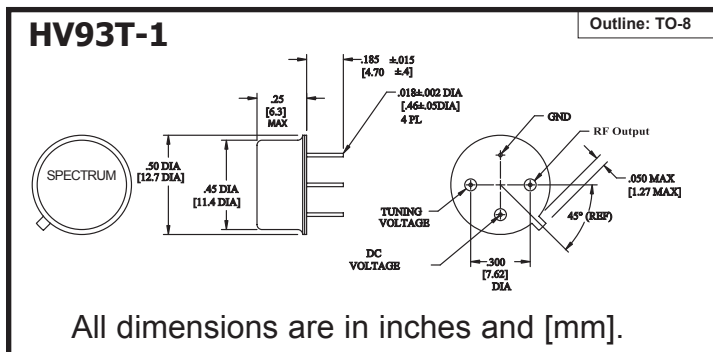 HV93T-1
Outline: TO-8
.185 ±.015
[4.70 ±.4]
.25
[6.3]
MAX
.018±.002 DIA
[.46±.05DIA]
4 PL
GND
RF Output
SPECTRUM
.50 DIA
[12.7 DIA]
.45 DIA
[11.4 DIA]
.050 MAX
[1.27 MAX]
TUNING
VOLTAGE
45° (REF)
DC
VOLTAGE
.300
[7.62]
DIA
All dimensions are in inches and [mm].